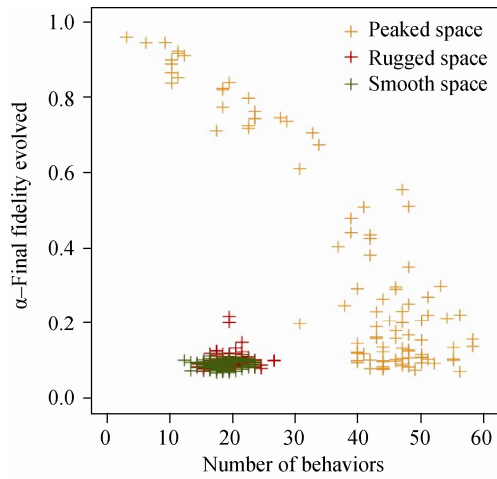 1.0
Peaked space
Rugged space
Smooth space
0.8
0.6
0.4
0.2
0.0
α–Final fidelity evolved
0 10 20 30 40 50 60
Number of behaviors